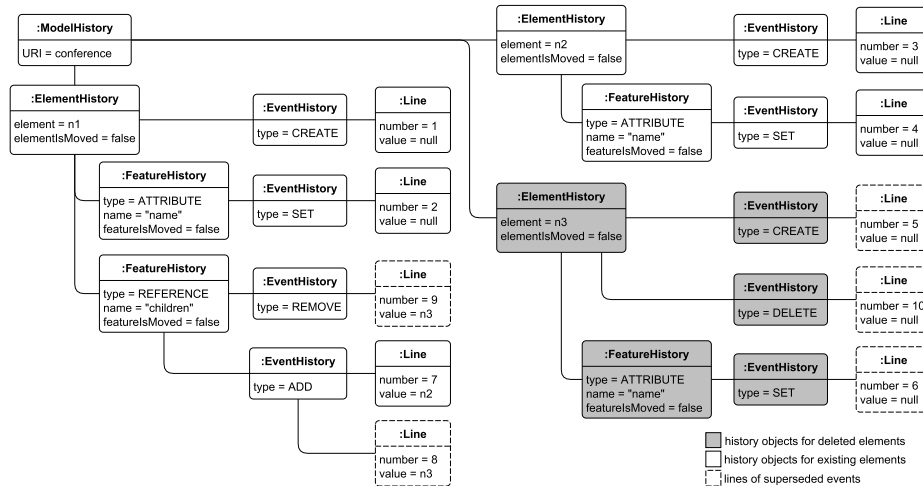 :ModelHistory
URI = conference
:ElementHistory
element = n1
elementIsMoved = false
:EventHistory
type = CREATE
:Line
number = 1
value = null
:FeatureHistory
type = ATTRIBUTE
name = "name"
featureIsMoved = false
:EventHistory
type = SET
:Line
number = 2
value = null
:FeatureHistory
type = REFERENCE
name = "children"
featureIsMoved = false
:EventHistory
type = REMOVE
:Line
number = 9
value = n3
:EventHistory
type = ADD
:Line
number = 7
value = n2
:Line
number = 8
value = n3
:ElementHistory
element = n2
elementIsMoved = false
:EventHistory
type = CREATE
:Line
number = 3
value = null
:FeatureHistory
type = ATTRIBUTE
name = "name"
featureIsMoved = false
:EventHistory
type = SET
:Line
number = 4
value = null
:ElementHistory
element = n3
elementIsMoved = false
:EventHistory
type = CREATE
:Line
number = 5
value = null
:EventHistory
type = DELETE
:Line
number = 10
value = null
:FeatureHistory
type = ATTRIBUTE
name = "name"
featureIsMoved = false
:EventHistory
type = SET
:Line
number = 6
value = null
history objects for deleted elements
history objects for existing elements
lines of superseded events